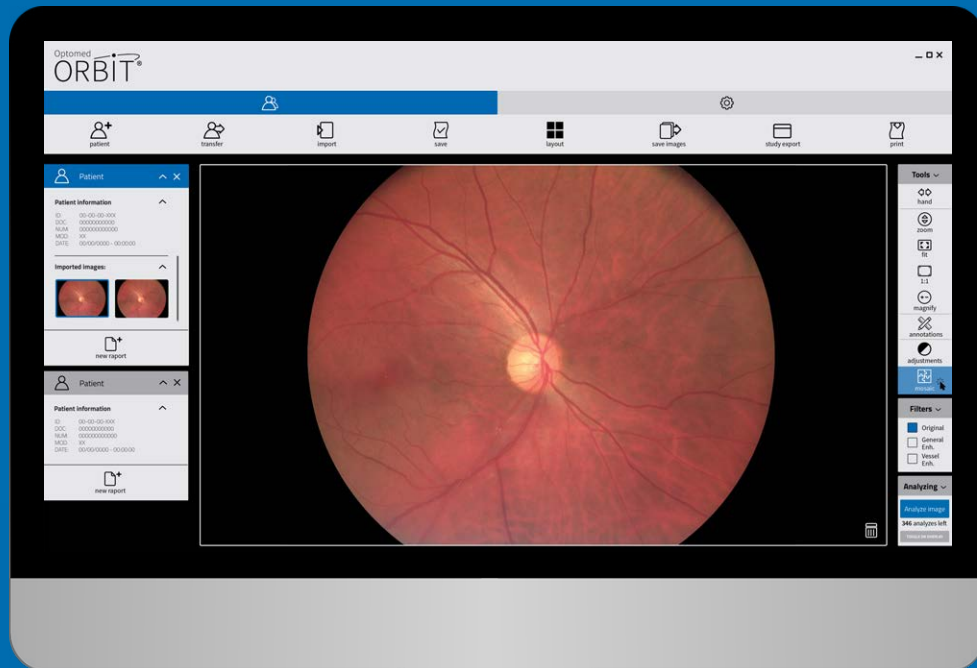 Optomed
ORBIT®
patient
transfer
import
save
layout
save images
study export
print
Patient
Patient information
ID: 00-00-00-XXX
DOC: 00000000000
NUM: 000000000000
MOD: XX
DATE: 00/00/0000 - 00:00:00
Imported images:
new raport
Patient
Patient information
ID: 00-00-00-XXX
DOC: 00000000000
NUM: 000000000000
MOD: XX
DATE: 00/00/0000 - 00:00:00
new raport
Tools
hand
zoom
fit
1:1
magnify
annotations
adjustments
mosaic
Filters
Original
General
Enh.
Vessel
Enh.
Analyzing
Analyze image
346 analyzes left